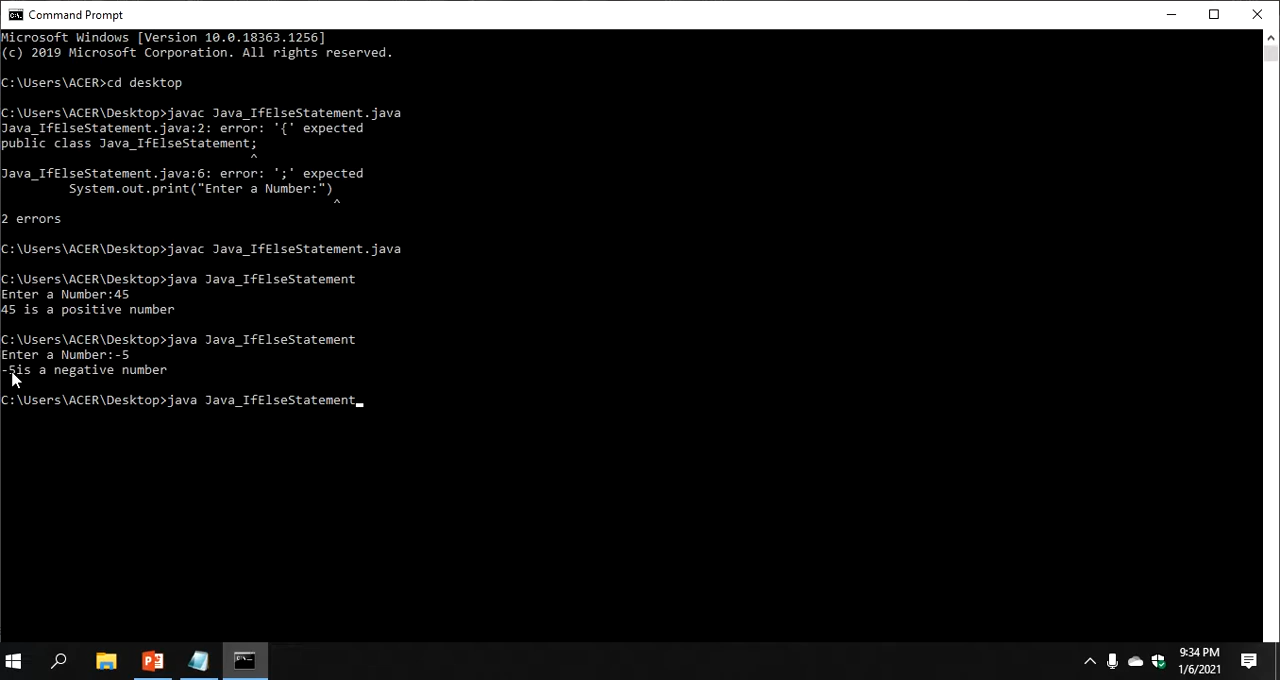 Command Prompt
Microsoft Windows [Version 10.0.18363.1256]
(c) 2019 Microsoft Corporation. All rights reserved.
C:\Users\ACER>cd desktop
C:\Users\ACER\Desktop>javac Java_IfElseStatement.java
Java_IfElseStatement.java:2: error: '{' expected
public class Java_IfElseStatement;
^
Java_IfElseStatement.java:6: error: ';' expected
System.out.print("Enter a Number:")
^
2 errors
C:\Users\ACER\Desktop>javac Java_IfElseStatement.java
C:\Users\ACER\Desktop>java Java_IfElseStatement
Enter a Number:45
45 is a positive number
C:\Users\ACER\Desktop>java Java_IfElseStatement
Enter a Number:-5
-5is a negative number
C:\Users\ACER\Desktop>java Java_IfElseStatement_
9:34 PM
1/6/2021